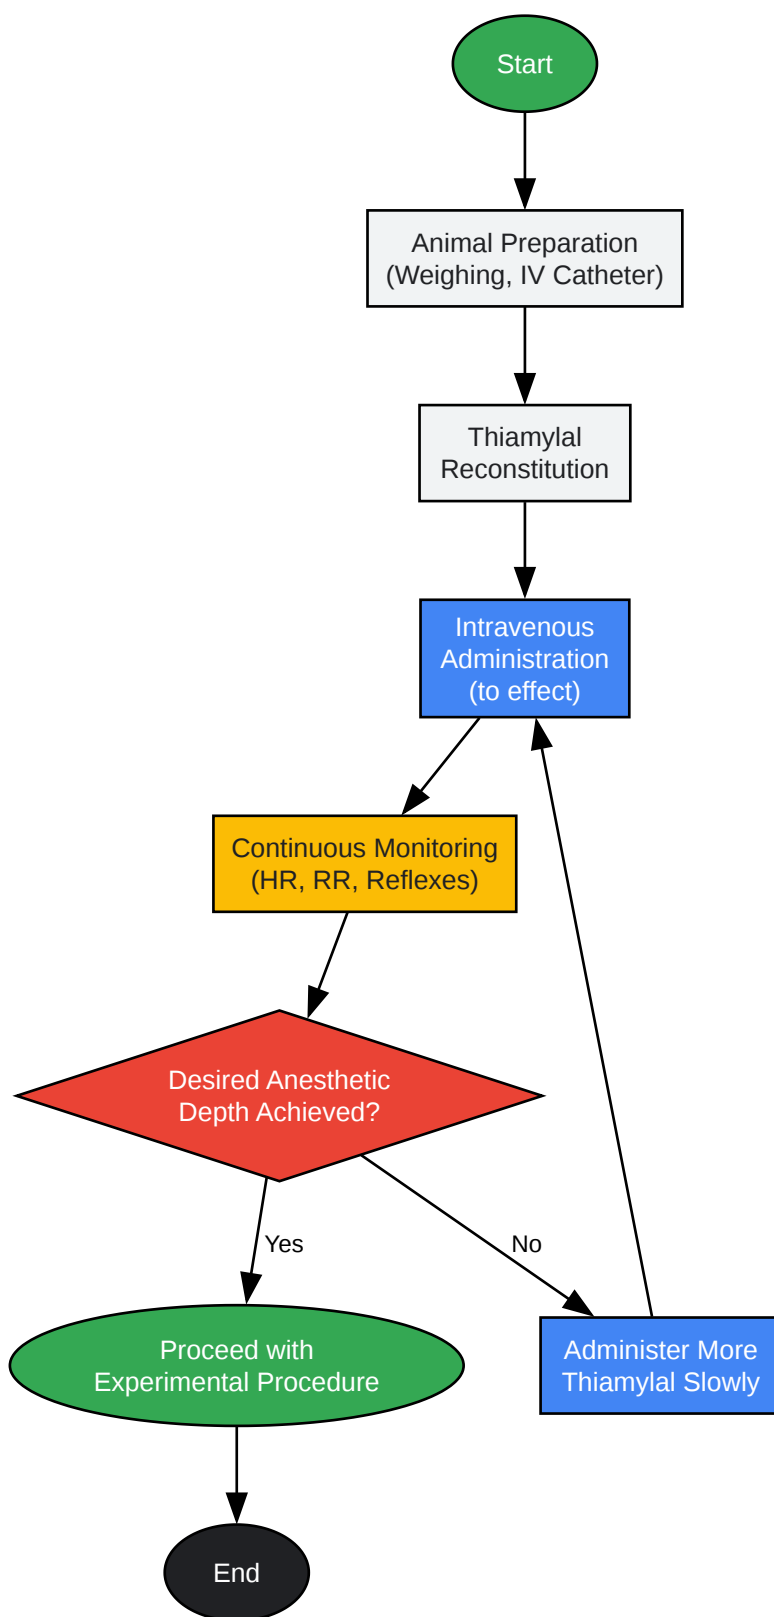 Start
Animal Preparation
(Weighing, IV Catheter)
Thiamylal
Reconstitution
Intravenous
Administration
(to effect)
Continuous Monitoring
(HR, RR, Reflexes)
Desired Anesthetic
Depth Achieved?
Yes
No
Proceed with
Experimental Procedure
Administer More
Thiamylal Slowly
End